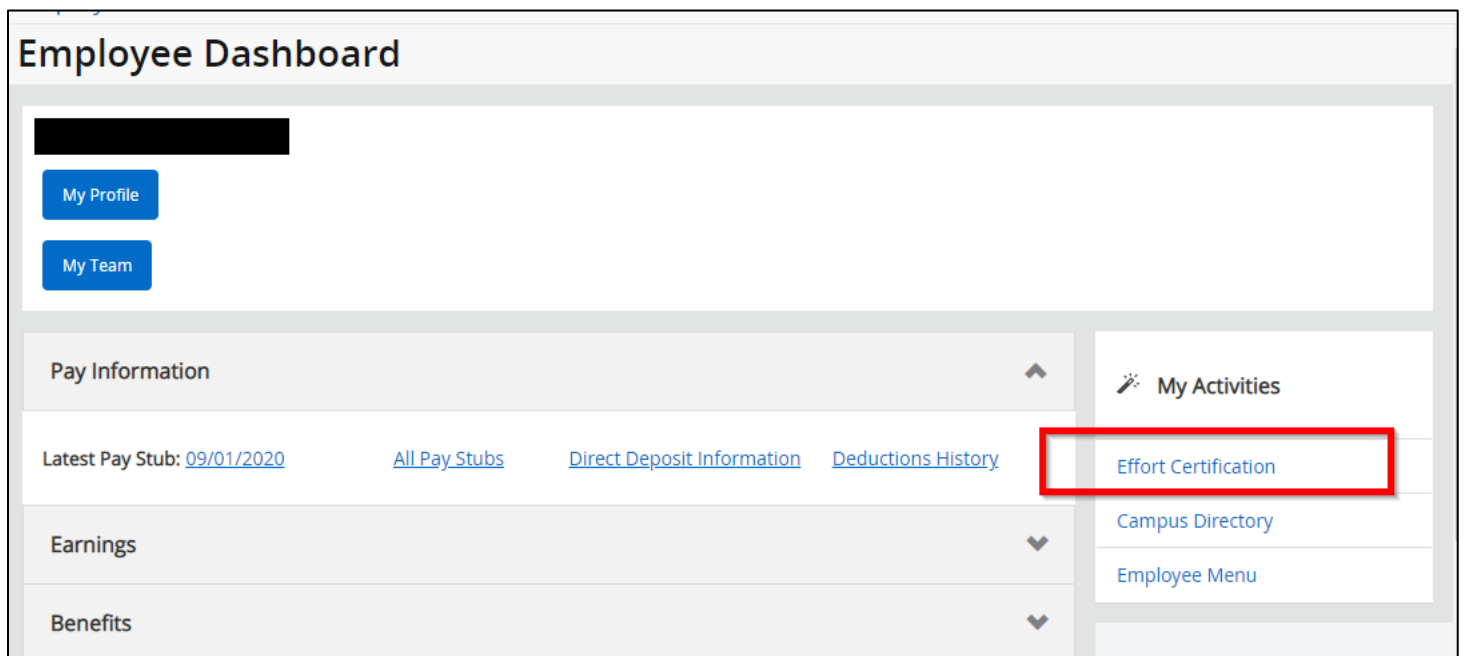 Employee Dashboard
My Profile
My Team
Pay Information
Latest Pay Stub: 09/01/2020 All Pay Stubs Direct Deposit Information Deductions History
Earnings
Benefits
My Activities
Effort Certification
Campus Directory
Employee Menu